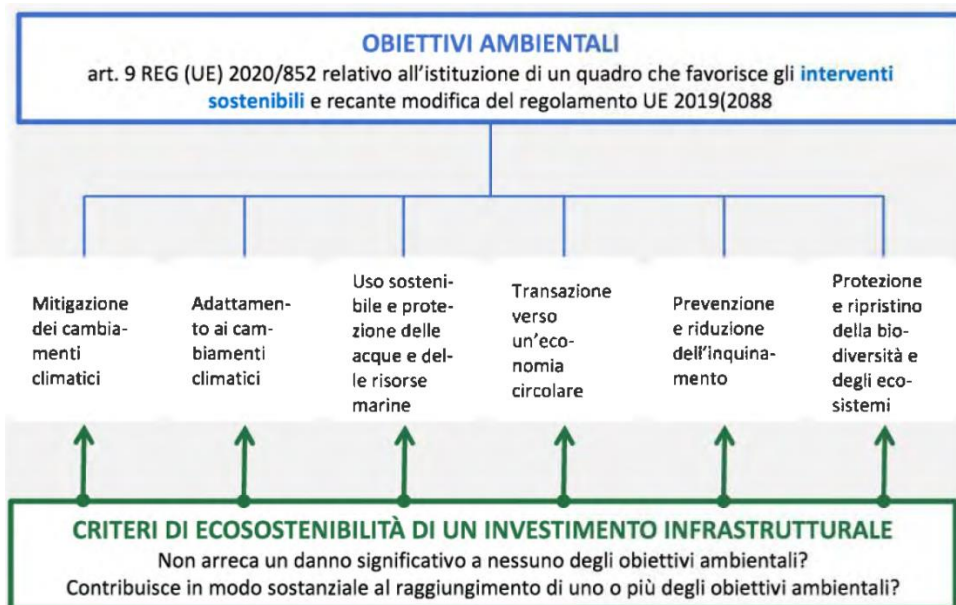 OBIETTIVI AMBIENTALI
art. 9 REG (UE) 2020/852 relativo all'istituzione di un quadro che favorisce gli interventi
sostenibili e recante modifica del regolamento UE 2019(2088
Mitigazione
dei cambia-
menti
climatici
Adattamen-
to ai cam-
biamenti
climatici
Uso sosteni-
bile e prote-
zione delle
acque e del-
le risorse
marine
Transazione
verso
un'eco-
nomia
circolare
Prevenzione
e riduzione
dell'inquina-
mento
Protezione
e ripristino
della bio-
diversità e
degli eco-
sistemi
CRITERI DI ECOSOSTENIBILITÀ DI UN INVESTIMENTO INFRASTRUTTURALE
Non arreca un danno significativo a nessuno degli obiettivi ambientali?
Contribuisce in modo sostanziale al raggiungimento di uno o più degli obiettivi ambientali?